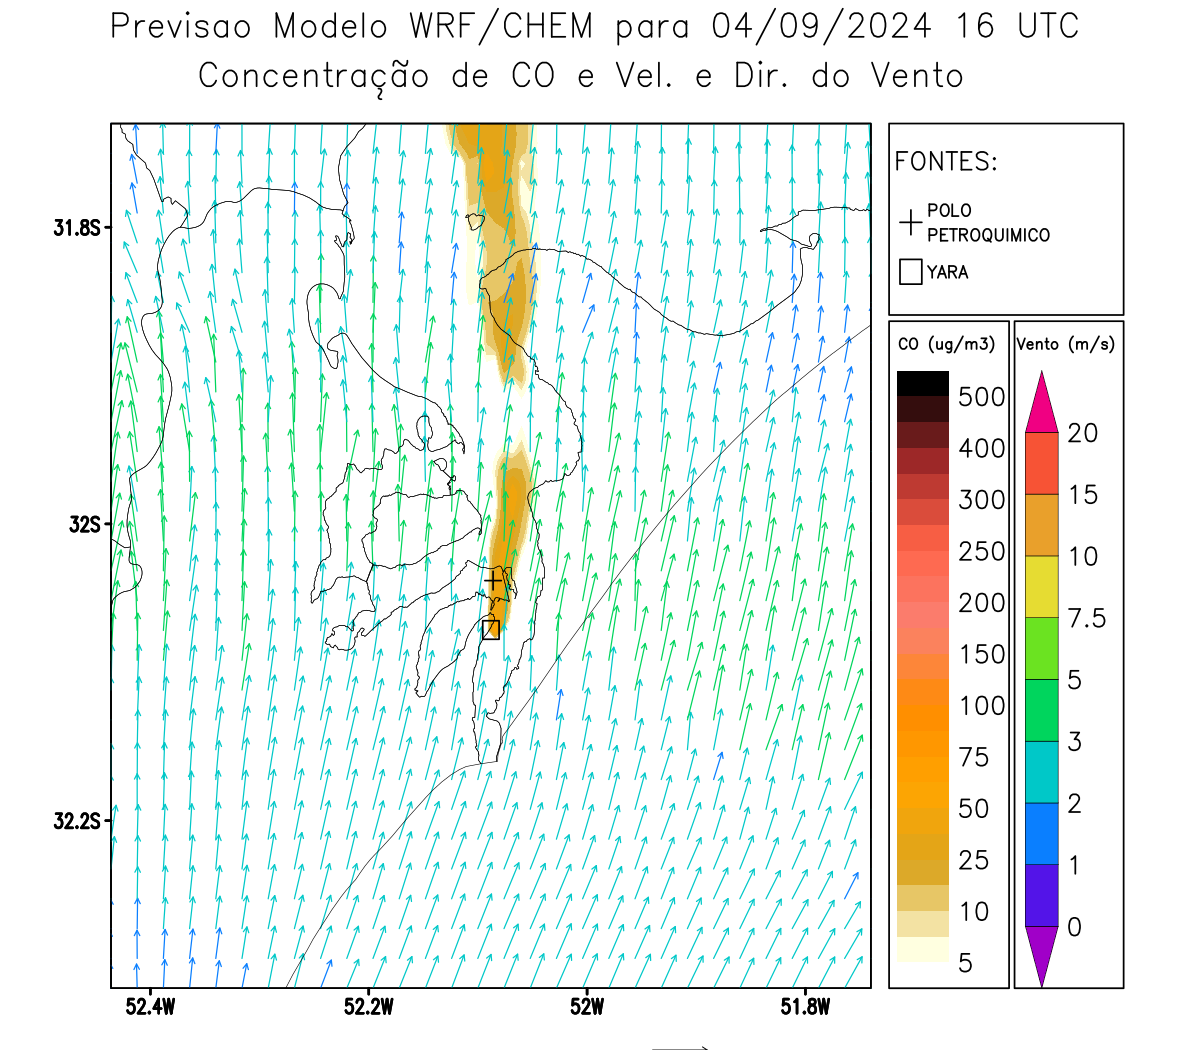 Previsao Modelo WRF/CHEM para 04/09/2024 16 UTC
Concentração de CO e Vel. e Dir. do Vento
FONTES:
POLO
PETROQUIMICO
YARA
CO (ug/m3)
500
400
300
250
200
150
100
75
50
25
10
5
Vento (m/s)
20
15
10
7.5
5
3
2
1
0
31.8S
32S
32.2S
52.4W
52.2W
52W
51.8W